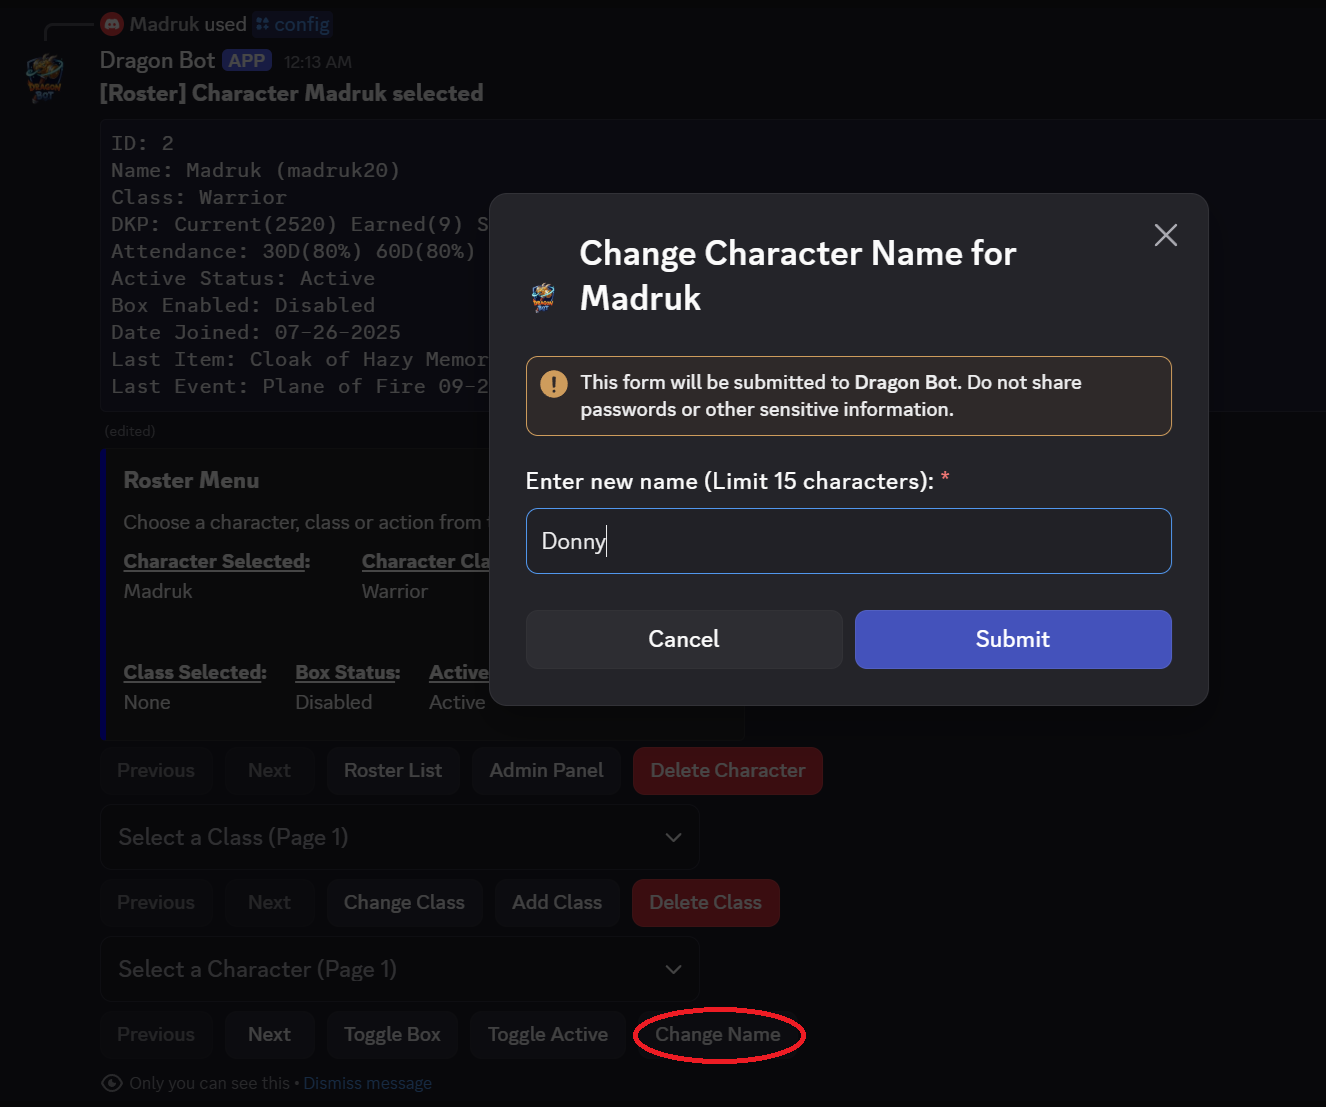 Madruk used config
Dragon Bot APP 12:13 AM
[Roster] Character Madruk selected
ID: 2
Name: Madruk (madruk20)
Class: Warrior
DKP: Current(2520) Earned(9) S
Attendance: 30D(80%) 60D(80%)
Active Status: Active
Box Enabled: Disabled
Date Joined: 07-26-2025
Last Item: Cloak of Hazy Memor
Last Event: Plane of Fire 09-2
(edited)
Roster Menu
Choose a character, class or action from
Character Selected: Character Cla
Madruk Warrior
Class Selected: Box Status: Active
None Disabled Active
Previous Next Roster List Admin Panel Delete Character
Select a Class (Page 1)
Previous Next Change Class Add Class Delete Class
Select a Character (Page 1)
Previous Next Toggle Box Toggle Active Change Name
Only you can see this • Dismiss message
Change Character Name for
Madruk
DRAGON
BOT
This form will be submitted to Dragon Bot. Do not share
passwords or other sensitive information.
Enter new name (Limit 15 characters): *
Donny
Cancel Submit